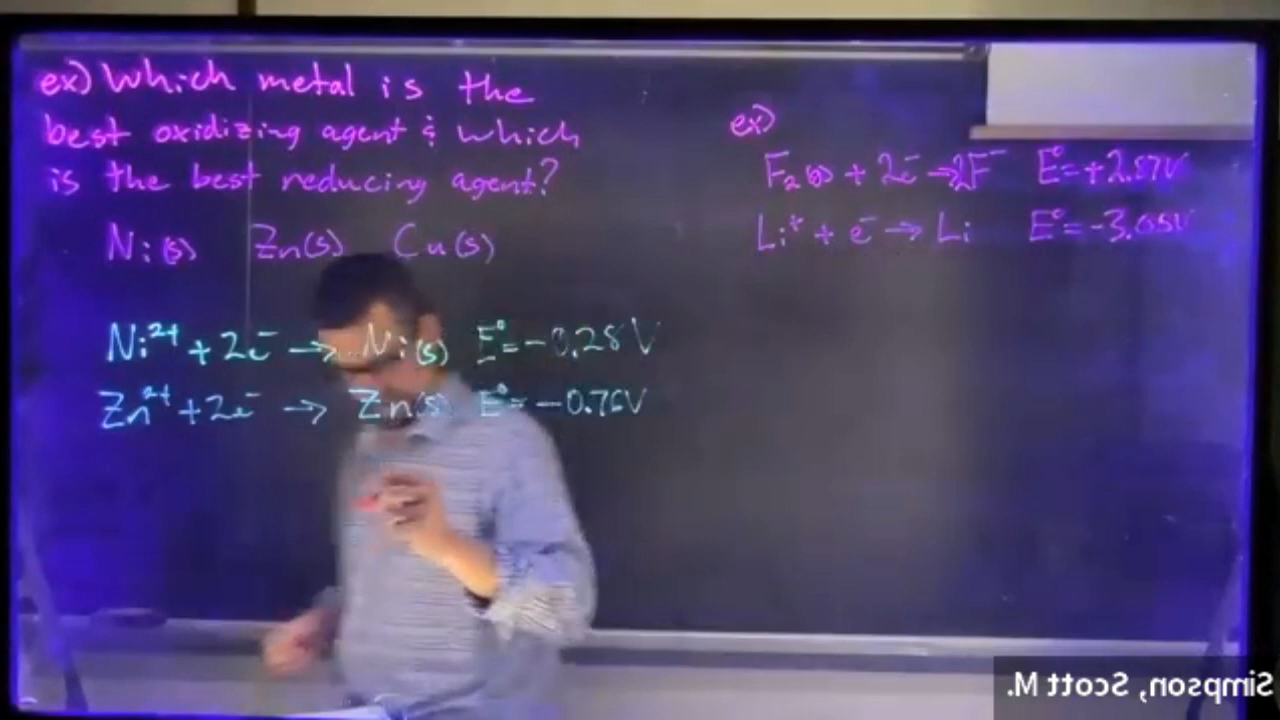 ex) Which metal is the
best oxidizing agent & which
is the best reducing agent?
Ni(s) Zn(s) Cu(s)
Ni²⁺ + 2e⁻ → Ni(s) E°=-0.28V
Zn²⁺ + 2e⁻ → Zn(s) E°=-0.76V
ex)
F₂(g) + 2e⁻ → 2F⁻ E°=+2.87V
Li⁺ + e⁻ → Li E°=-3.05V
Simpson, Scott M.